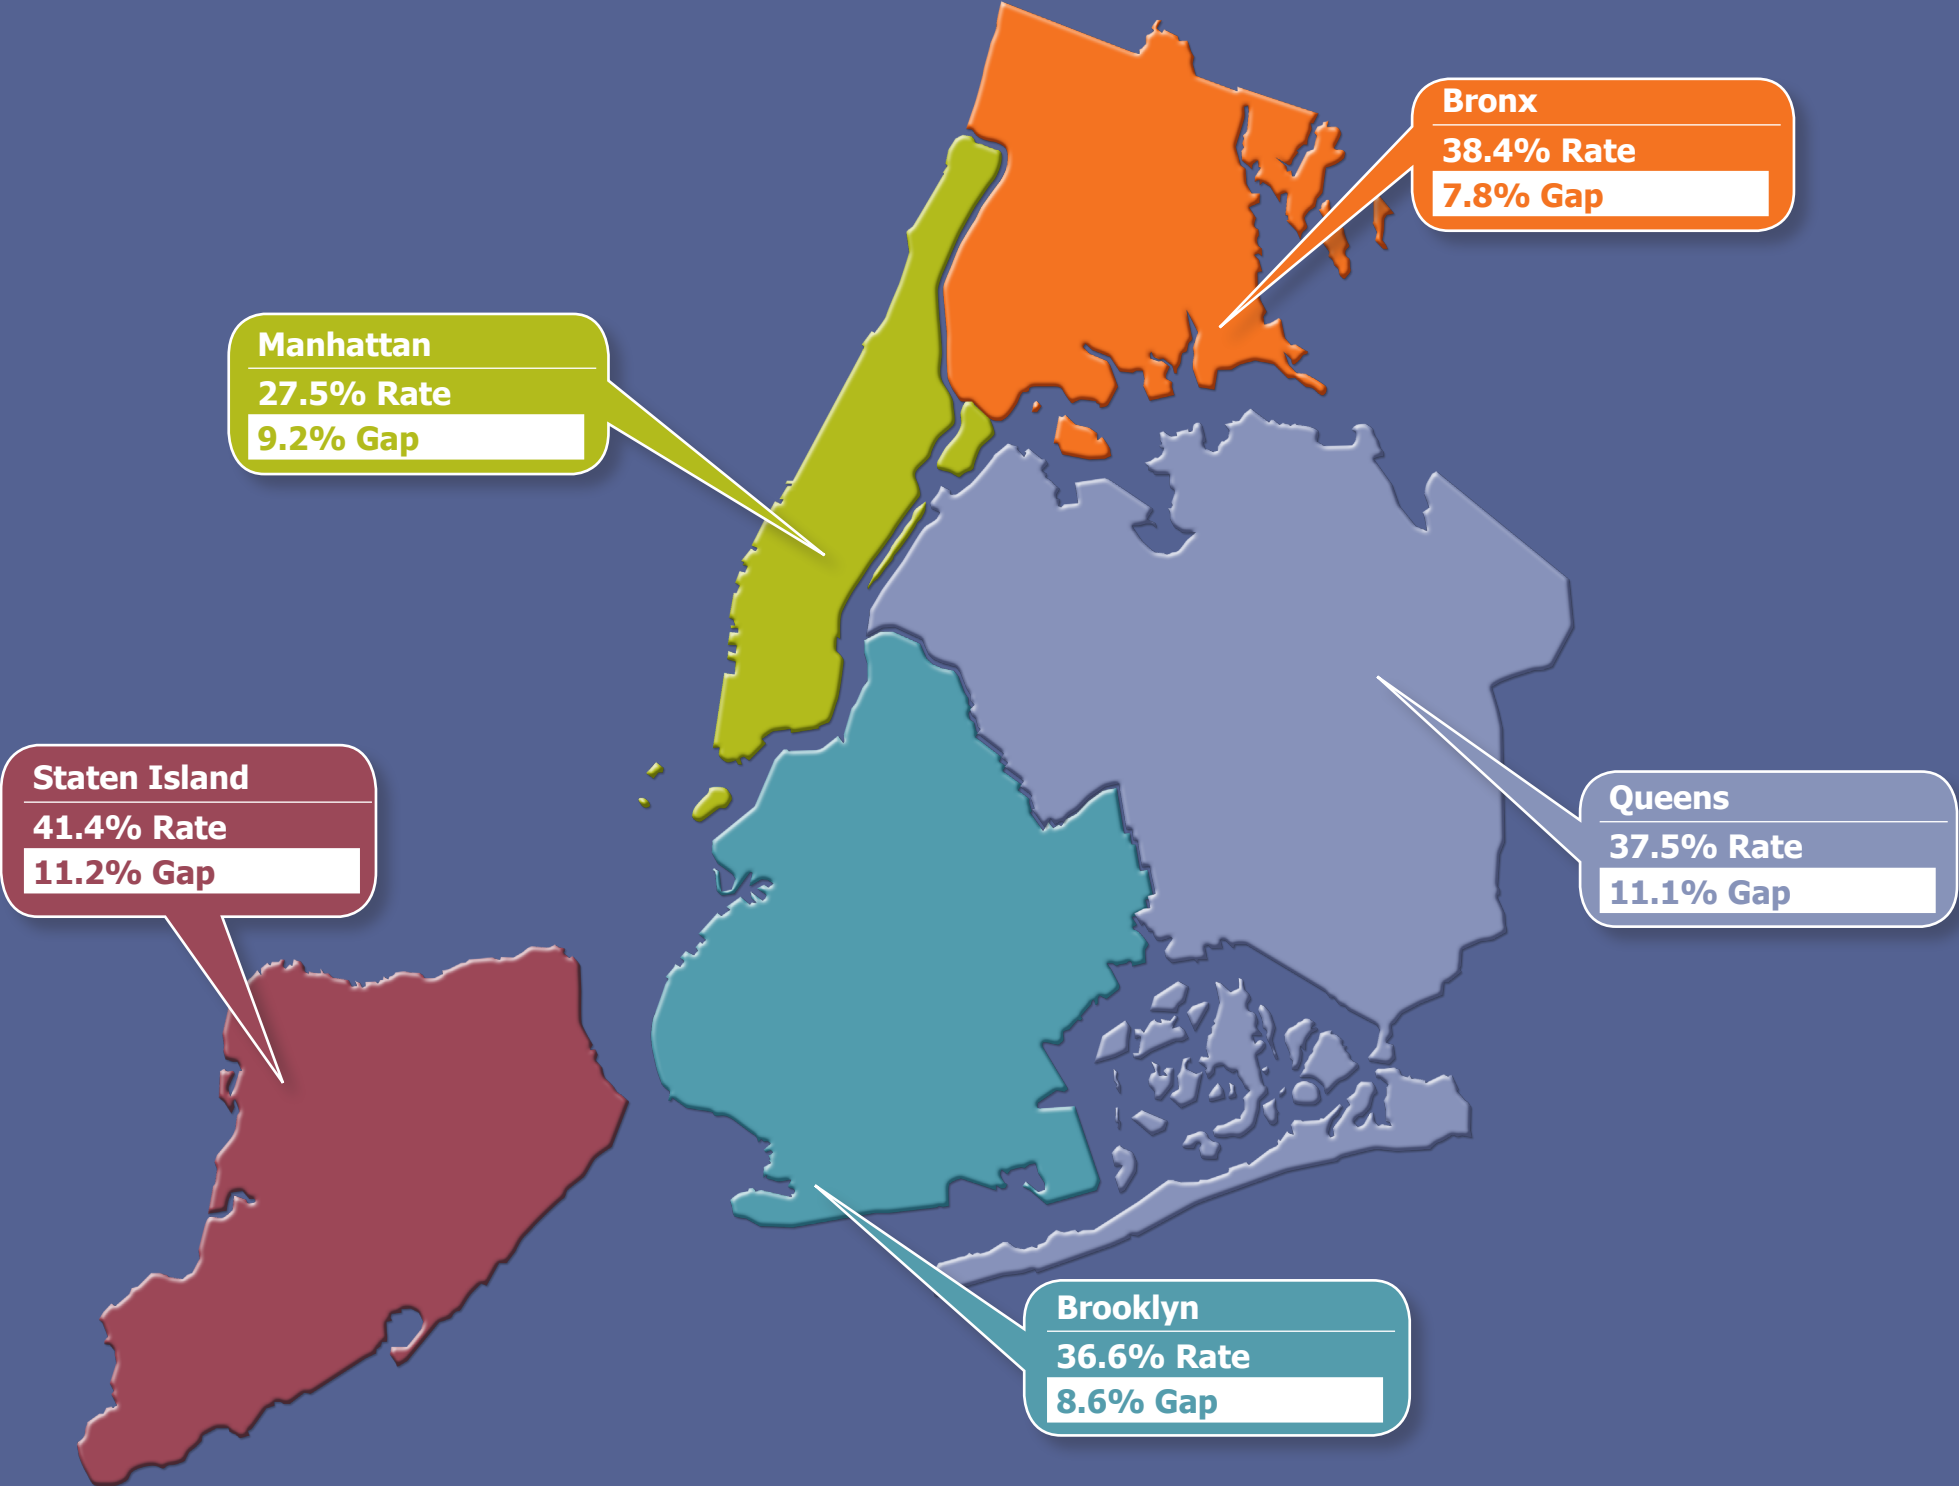 Bronx
38.4% Rate
7.8% Gap
Manhattan
27.5% Rate
9.2% Gap
Staten Island
41.4% Rate
11.2% Gap
Queens
37.5% Rate
11.1% Gap
Brooklyn
36.6% Rate
8.6% Gap